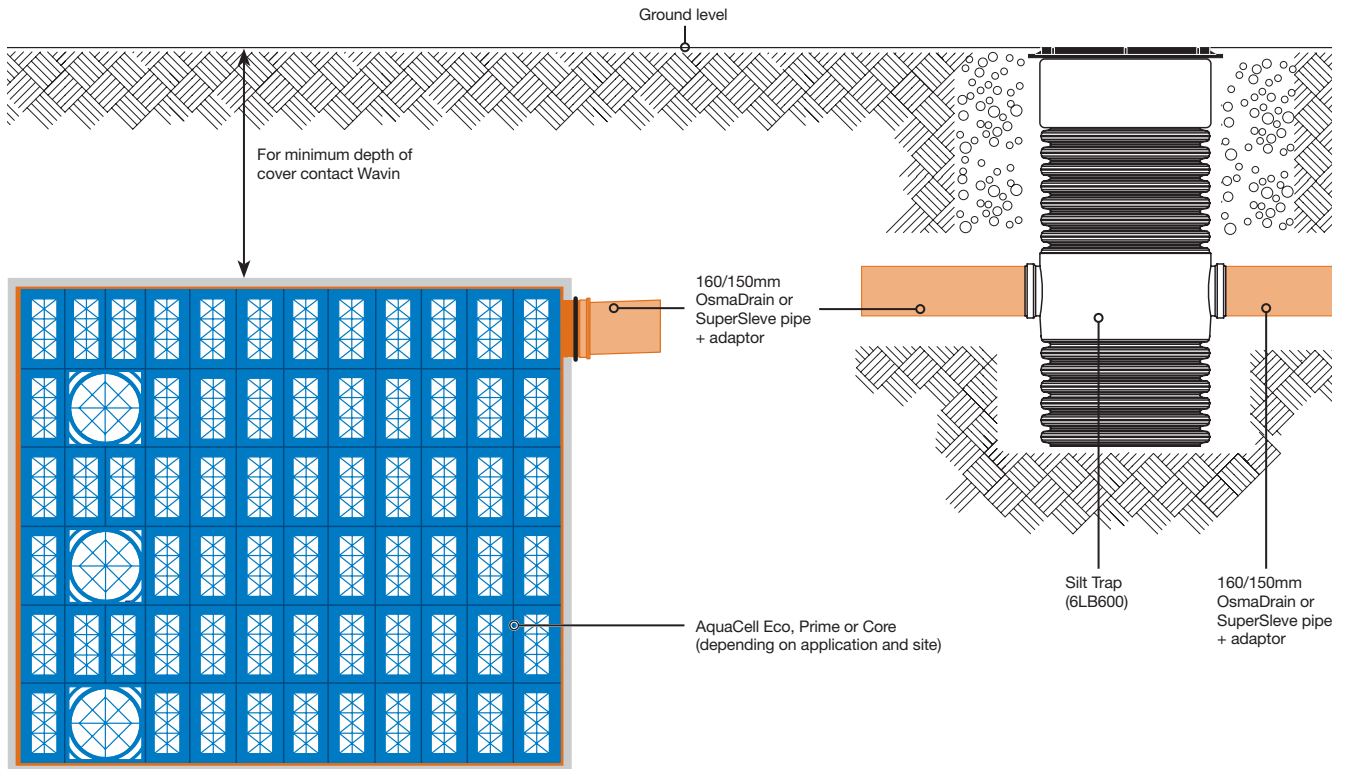 Ground level
For minimum depth of
cover contact Wavin
160/150mm
OsmaDrain or
SuperSleve pipe
+ adaptor
Silt Trap
(6LB600)
160/150mm
OsmaDrain or
SuperSleve pipe
+ adaptor
AquaCell Eco, Prime or Core
(depending on application and site)